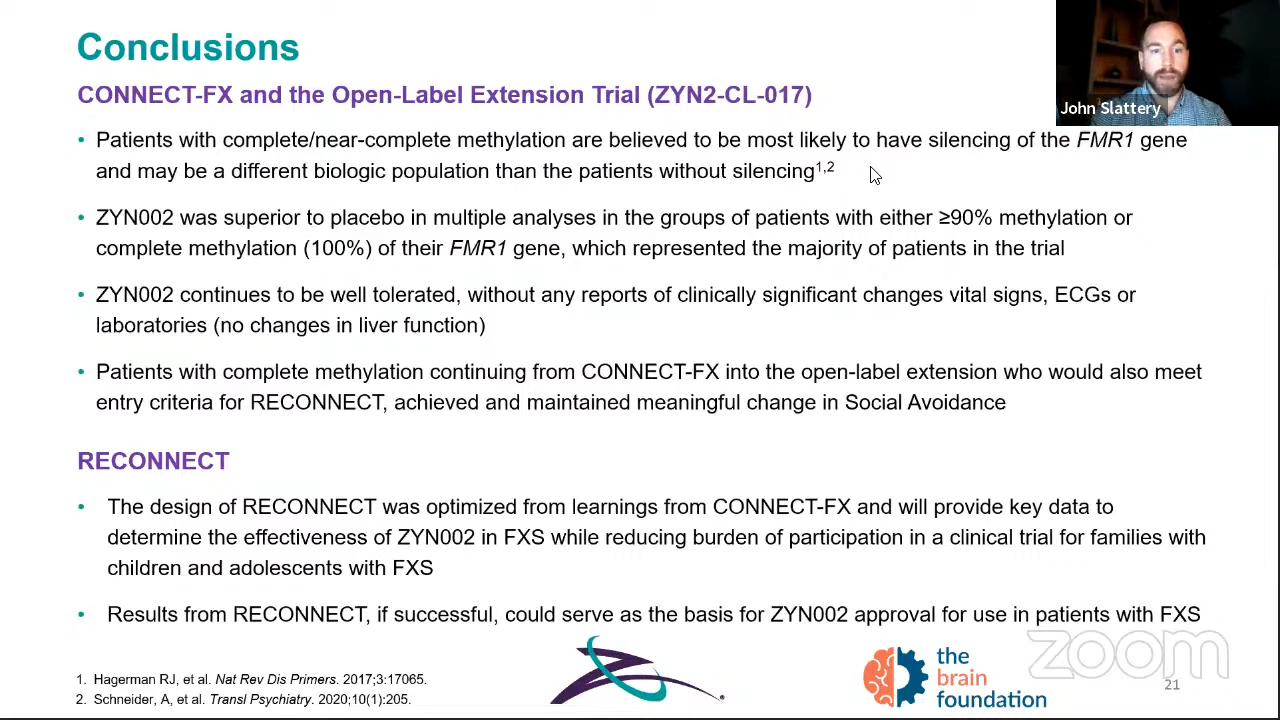 Conclusions
John Slattery
CONNECT-FX and the Open-Label Extension Trial (ZYN2-CL-017)
• Patients with complete/near-complete methylation are believed to be most likely to have silencing of the FMR1 gene
and may be a different biologic population than the patients without silencing1,2
• ZYN002 was superior to placebo in multiple analyses in the groups of patients with either ≥90% methylation or
complete methylation (100%) of their FMR1 gene, which represented the majority of patients in the trial
• ZYN002 continues to be well tolerated, without any reports of clinically significant changes vital signs, ECGs or
laboratories (no changes in liver function)
• Patients with complete methylation continuing from CONNECT-FX into the open-label extension who would also meet
entry criteria for RECONNECT, achieved and maintained meaningful change in Social Avoidance
RECONNECT
• The design of RECONNECT was optimized from learnings from CONNECT-FX and will provide key data to
determine the effectiveness of ZYN002 in FXS while reducing burden of participation in a clinical trial for families with
children and adolescents with FXS
• Results from RECONNECT, if successful, could serve as the basis for ZYN002 approval for use in patients with FXS
1. Hagerman RJ, et al. Nat Rev Dis Primers. 2017;3:17065.
2. Schneider, A, et al. Transl Psychiatry. 2020;10(1):205.
the
brain
foundation
zoom
21